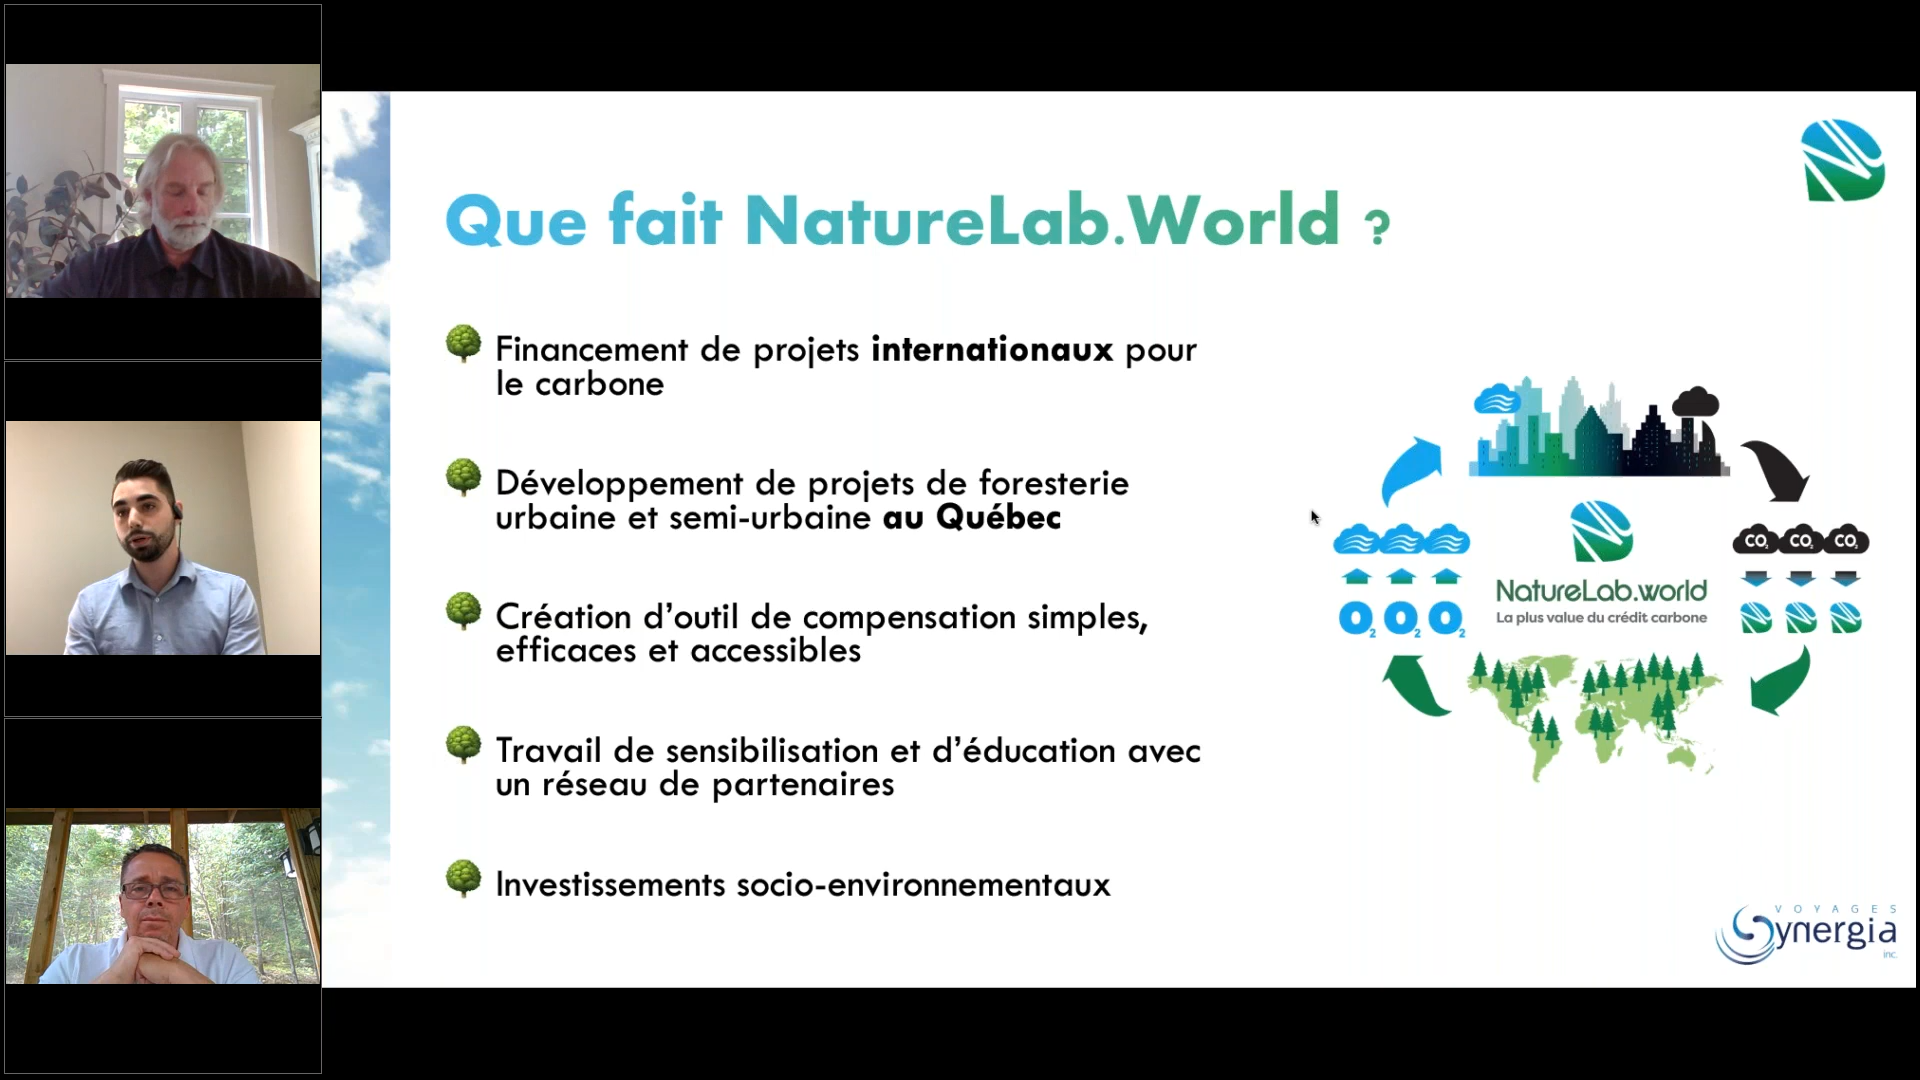 Que fait NatureLab.World ?
Financement de projets internationaux pour
le carbone
Développement de projets de foresterie
urbaine et semi-urbaine au Québec
Création d’outil de compensation simples,
efficaces et accessibles
Travail de sensibilisation et d’éducation avec
un réseau de partenaires
Investissements socio-environnementaux
CO2 CO2 CO2
O2 O2 O2
NatureLab.world
La plus value du crédit carbone
VOYAGES
Synergia
inc.